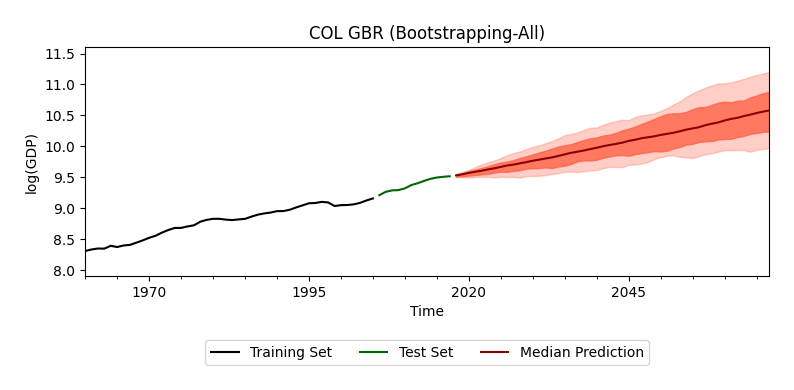 COL GBR (Bootstrapping-All)
11.5
11.0
10.5
10.0
9.5
9.0
8.5
8.0
log(GDP)
1970
1995
2020
2045
Time
Training Set
Test Set
Median Prediction